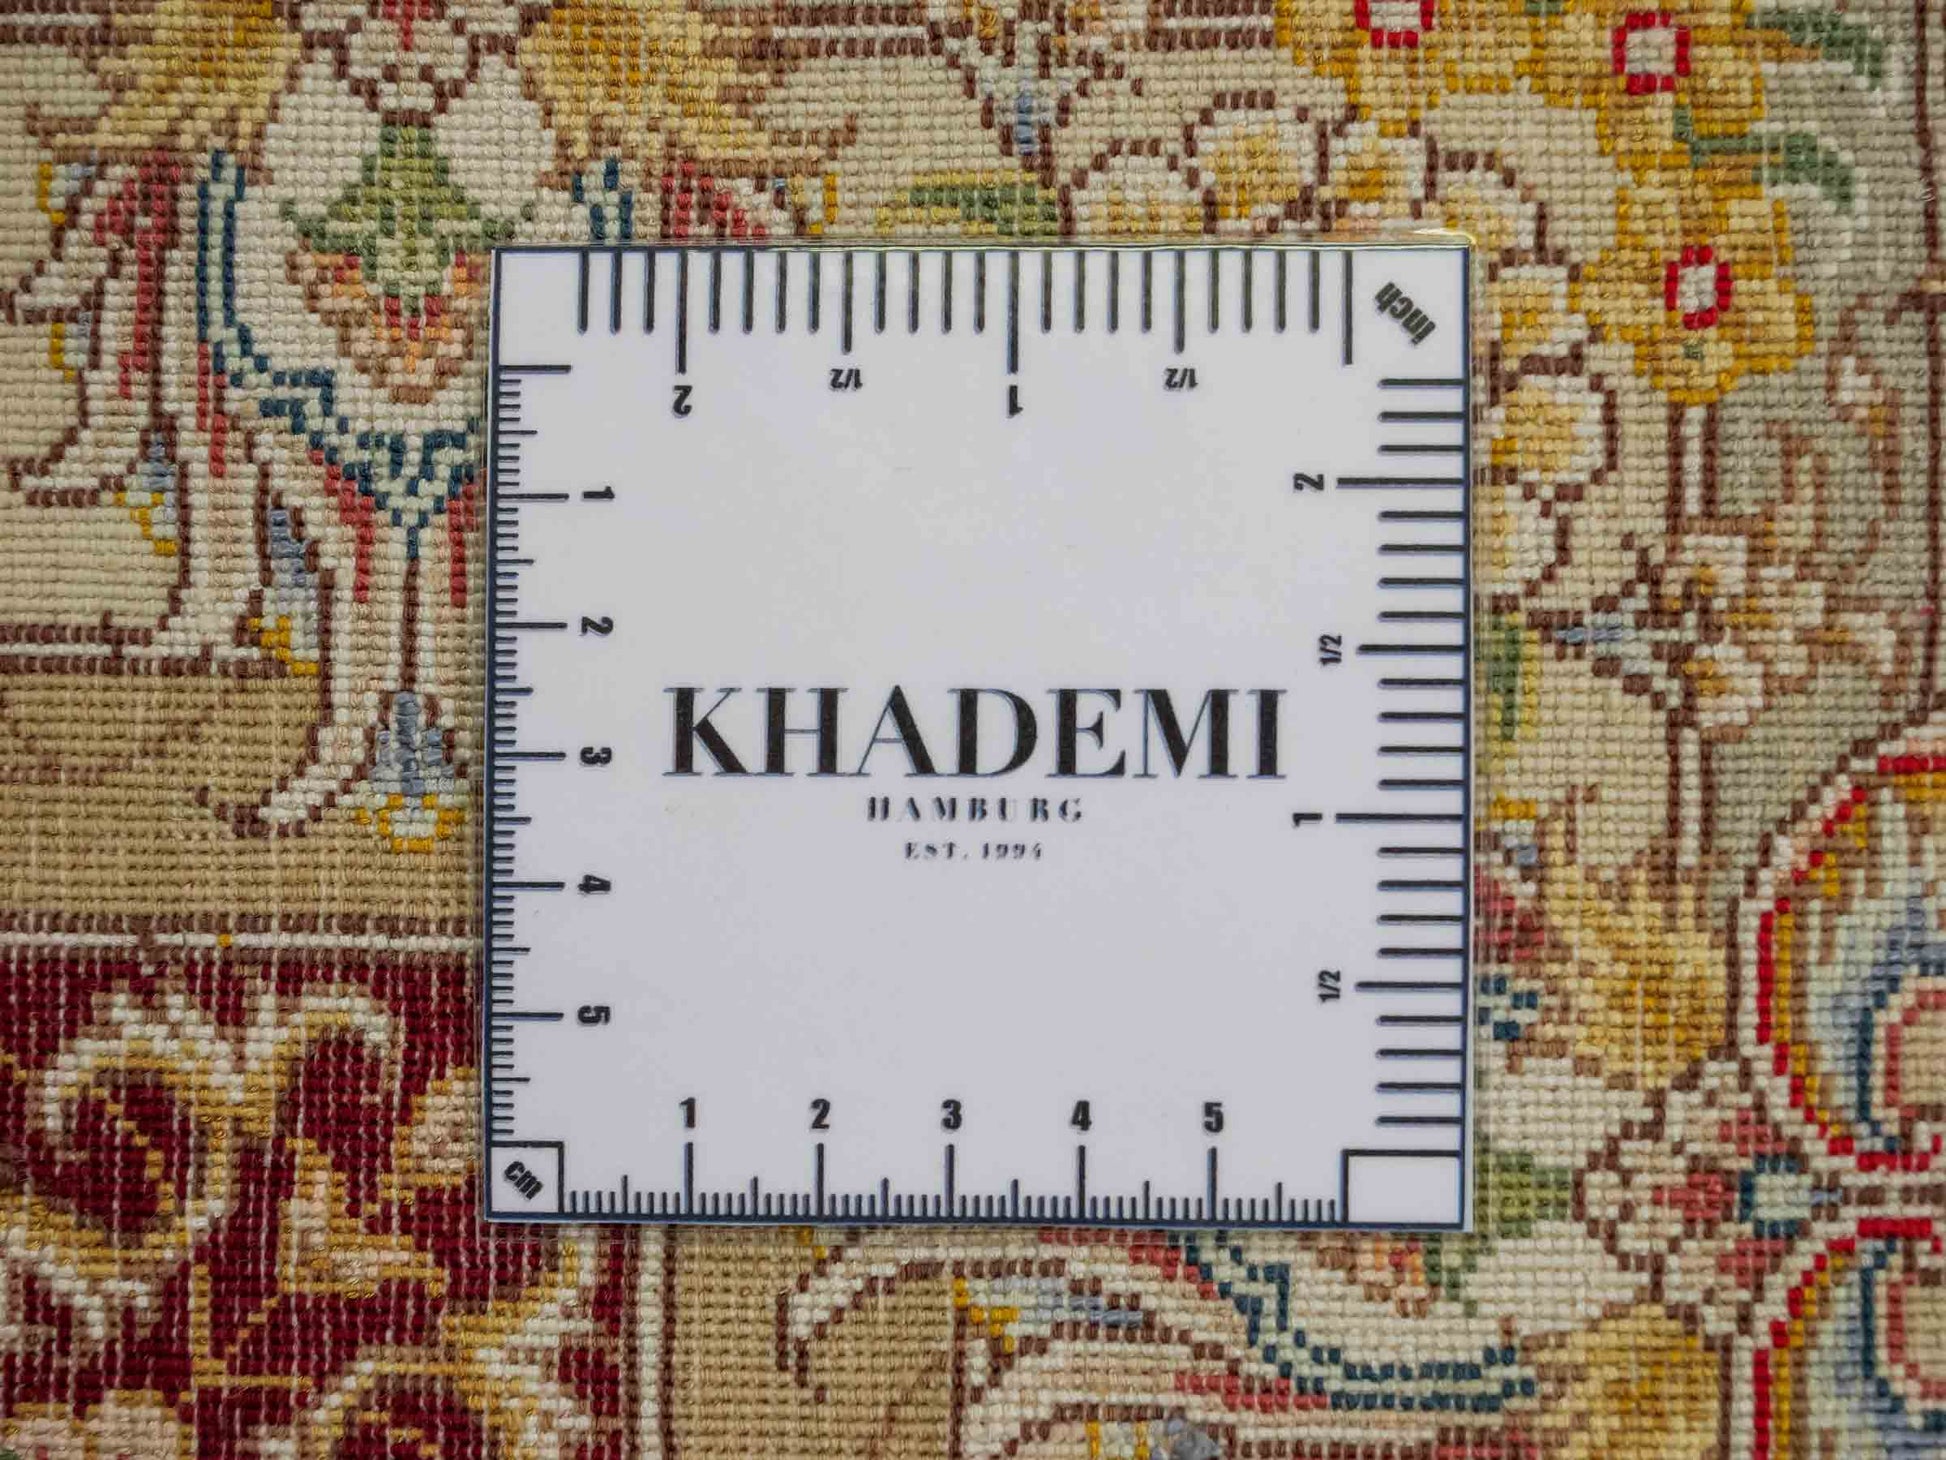 inch
2 1/2 1 1/2
1
2
3
4
5
2
1/2
1
1/2
KHADEMI
HAMBURG
EST. 1994
1 2 3 4 5
cm